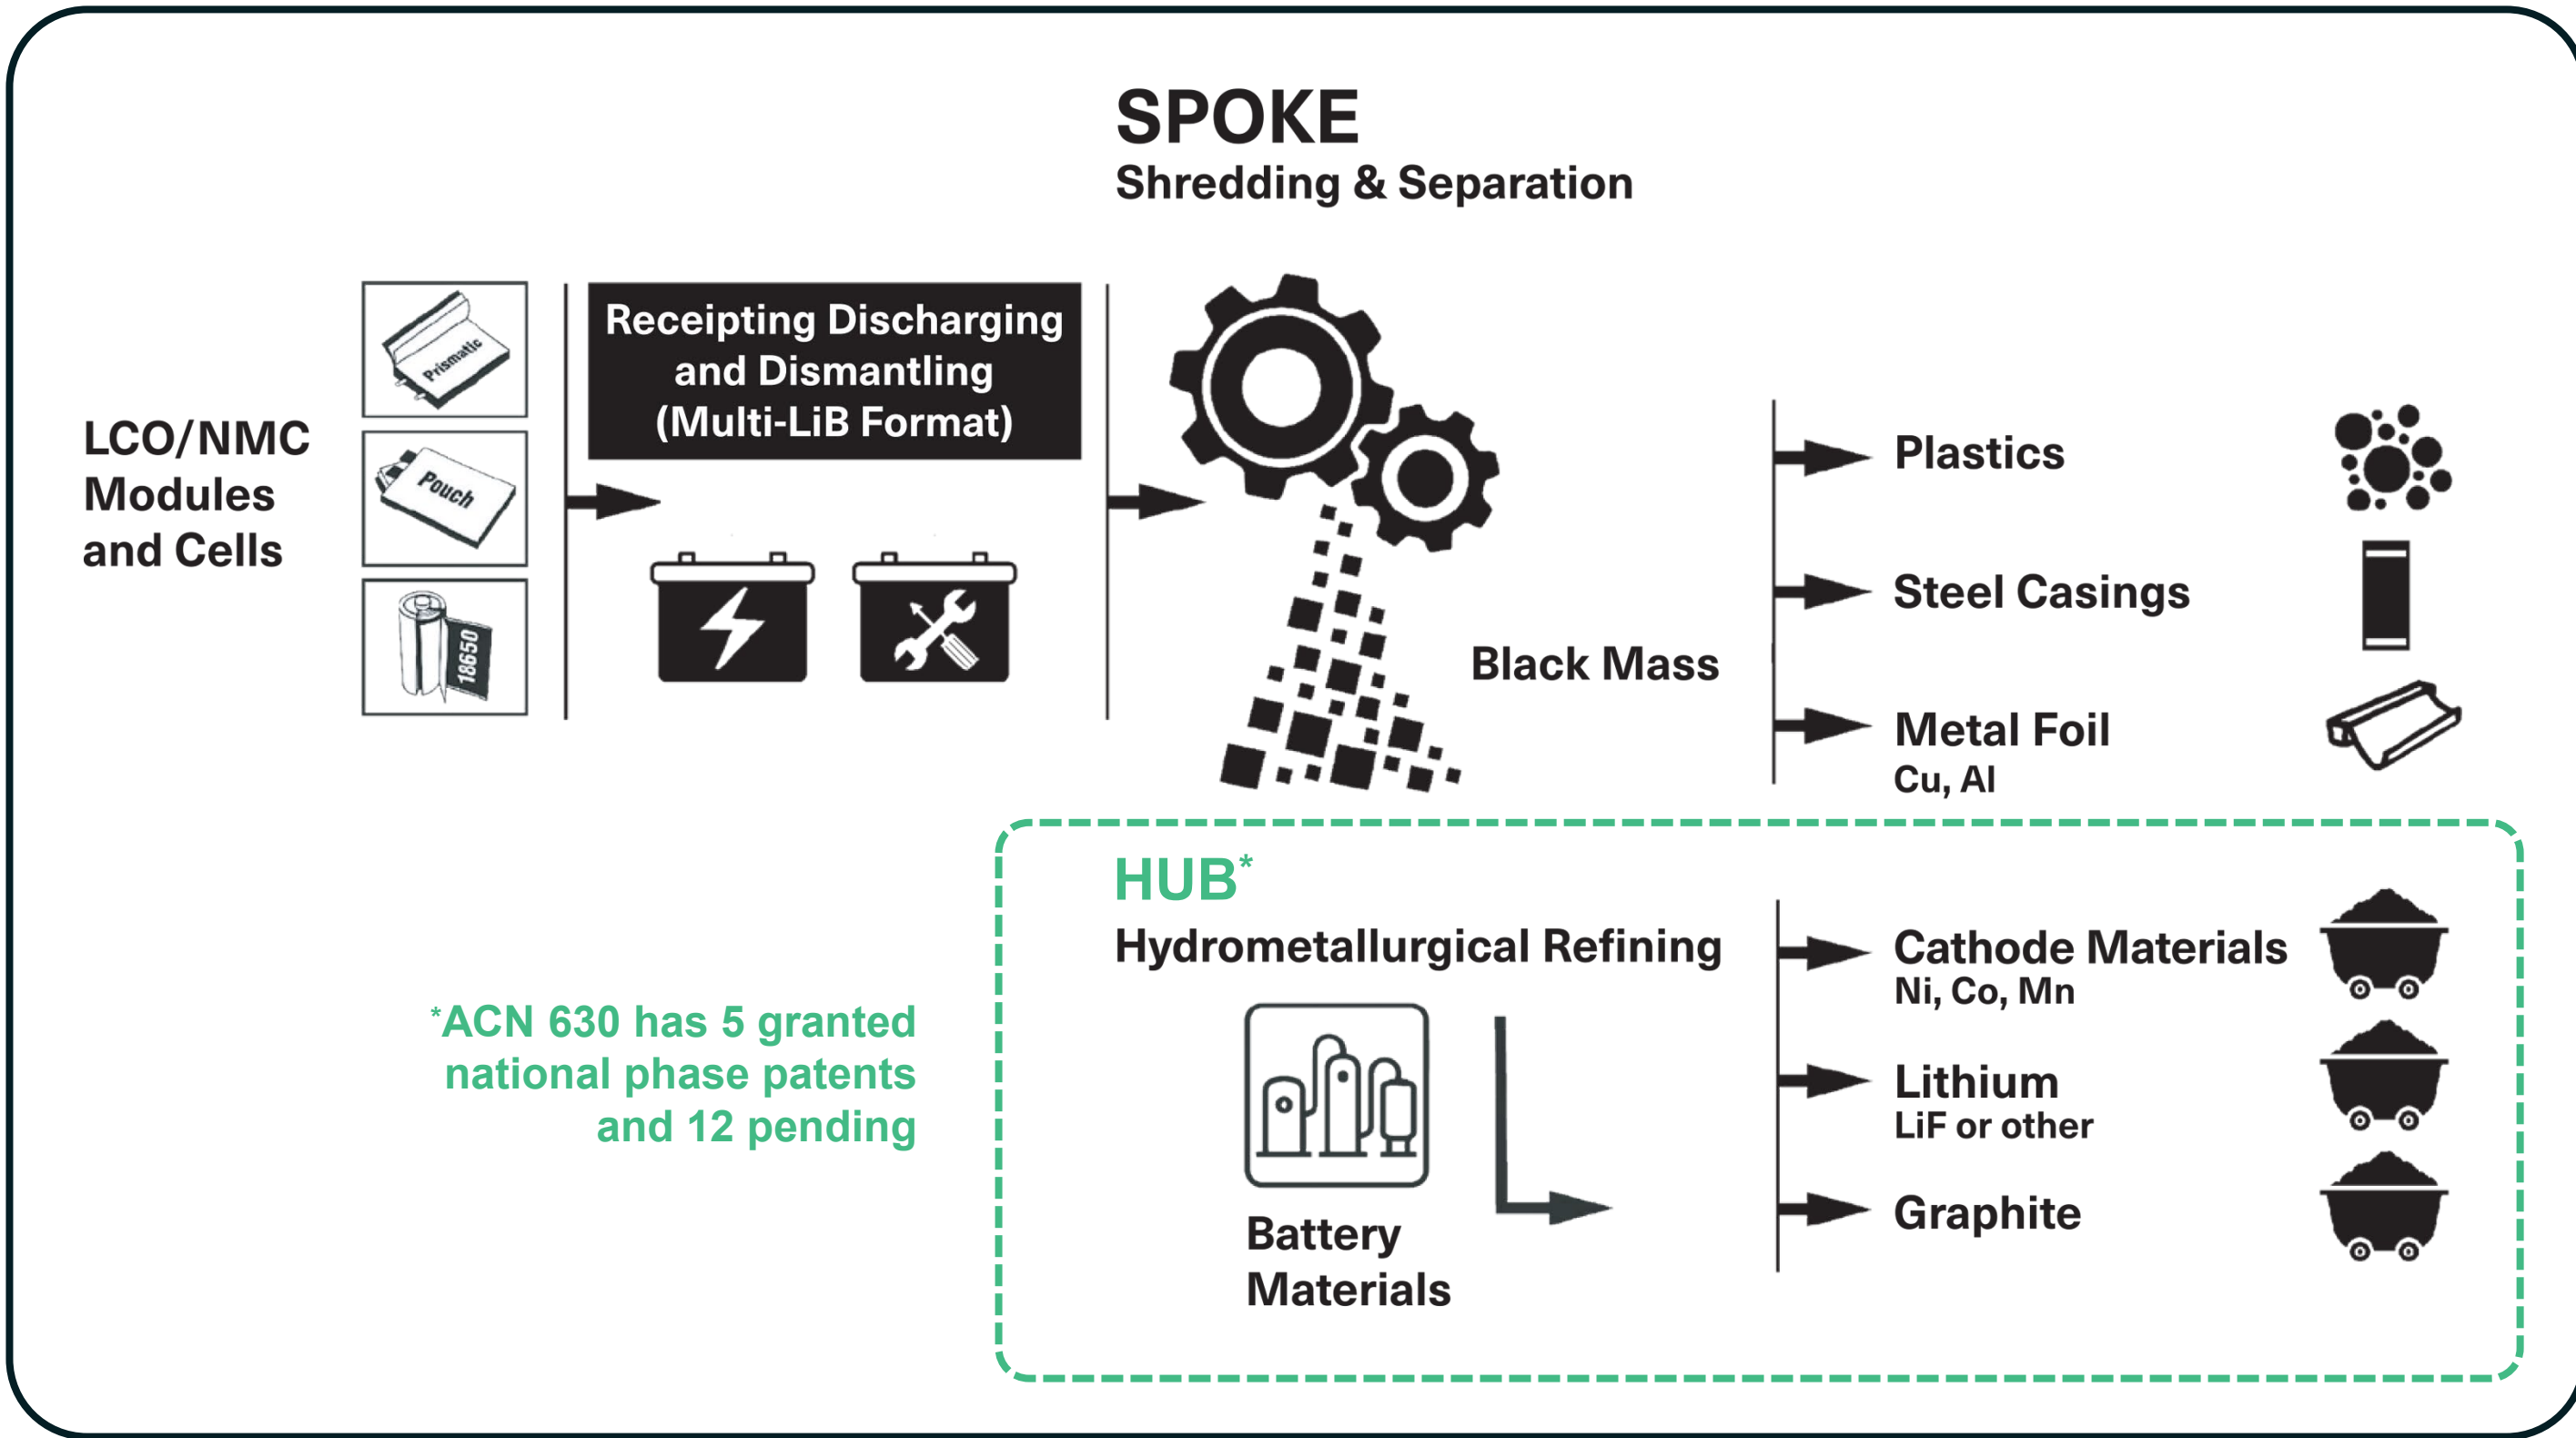 SPOKE
Shredding & Separation
LCO/NMC
Modules
and Cells
Prismatic
Pouch
18650
Receipting Discharging
and Dismantling
(Multi-LiB Format)
Black Mass
Plastics
Steel Casings
Metal Foil
Cu, Al
HUB*
Hydrometallurgical Refining
Battery
Materials
Cathode Materials
Ni, Co, Mn
Lithium
LiF or other
Graphite
*ACN 630 has 5 granted
national phase patents
and 12 pending